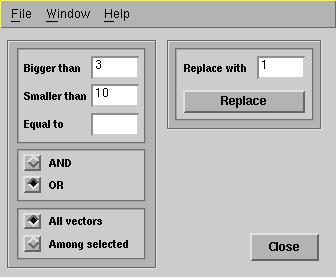 File Window Help
Bigger than 3
Smaller than 10
Equal to
AND
OR
All vectors
Among selected
Replace with 1
Replace
Close